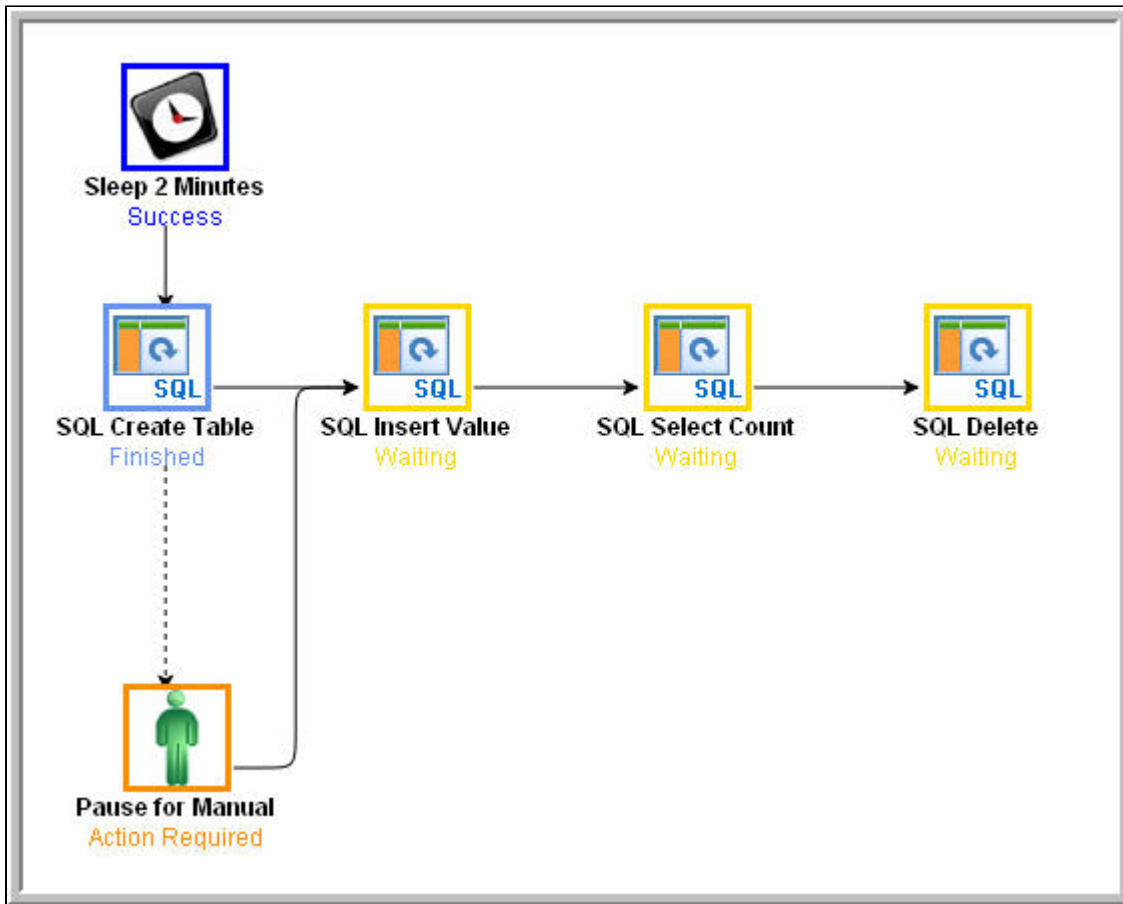 Sleep 2 Minutes
Success
SQL SQL SQL SQL
SQL Create Table SQL Insert Value SQL Select Count SQL Delete
Finished Waiting Waiting Waiting
Pause for Manual
Action Required